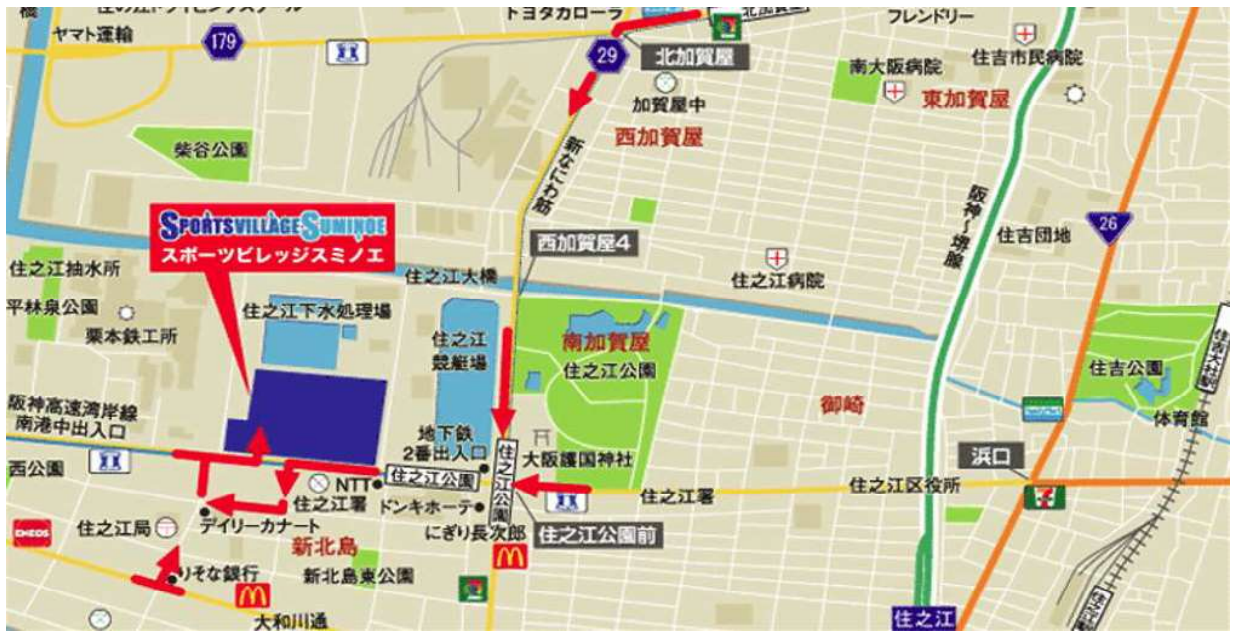 トヨタカローラ
北加賀屋
フレンドリー
橋
ヤマト運輸
179
29
北加賀屋
南大阪病院
住吉市民病院
加賀屋中
東加賀屋
西加賀屋
柴谷公園
新なにわ筋
阪神〜堺線
26
SPORTSVILLAGE SUMINOE
スポーツビレッジスミノエ
西加賀屋4
住吉団地
住之江抽水所
住之江大橋
住之江病院
平林泉公園
住之江下水処理場
栗本鉄工所
住之江
競艇場
南加賀屋
住之江公園
住吉公園
住吉大社駅
御崎
体育館
阪神高速湾岸線
南港中出入口
地下鉄
2番出入口
大阪護国神社
浜口
西公園
NTT
住之江公園
住之江公園
住之江署
住之江区役所
住之江署
ドンキホーテ
デイリーカナート
住之江局
にぎり長次郎
住之江公園前
ENEOS
新北島
りそな銀行
新北島東公園
大和川通
住之江